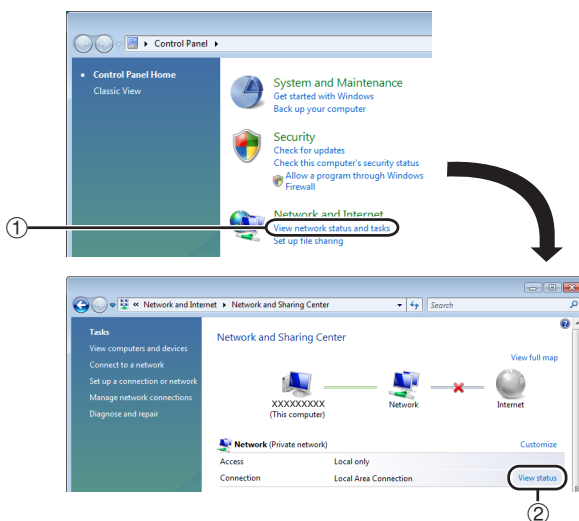 Control Panel
Control Panel Home
Classic View
System and Maintenance
Get started with Windows
Back up your computer
Security
Check for updates
Check this computer's security status
Allow a program through Windows
Firewall
Network and Internet
① View network status and tasks
Set up file sharing
« Network and Internet ▸ Network and Sharing Center
Search
Tasks
View computers and devices
Connect to a network
Set up a connection or network
Manage network connections
Diagnose and repair
Network and Sharing Center
View full map
XXXXXXXXX
(This computer)
Network
Internet
Network (Private network)
Customize
Access Local only
Connection Local Area Connection View status
②